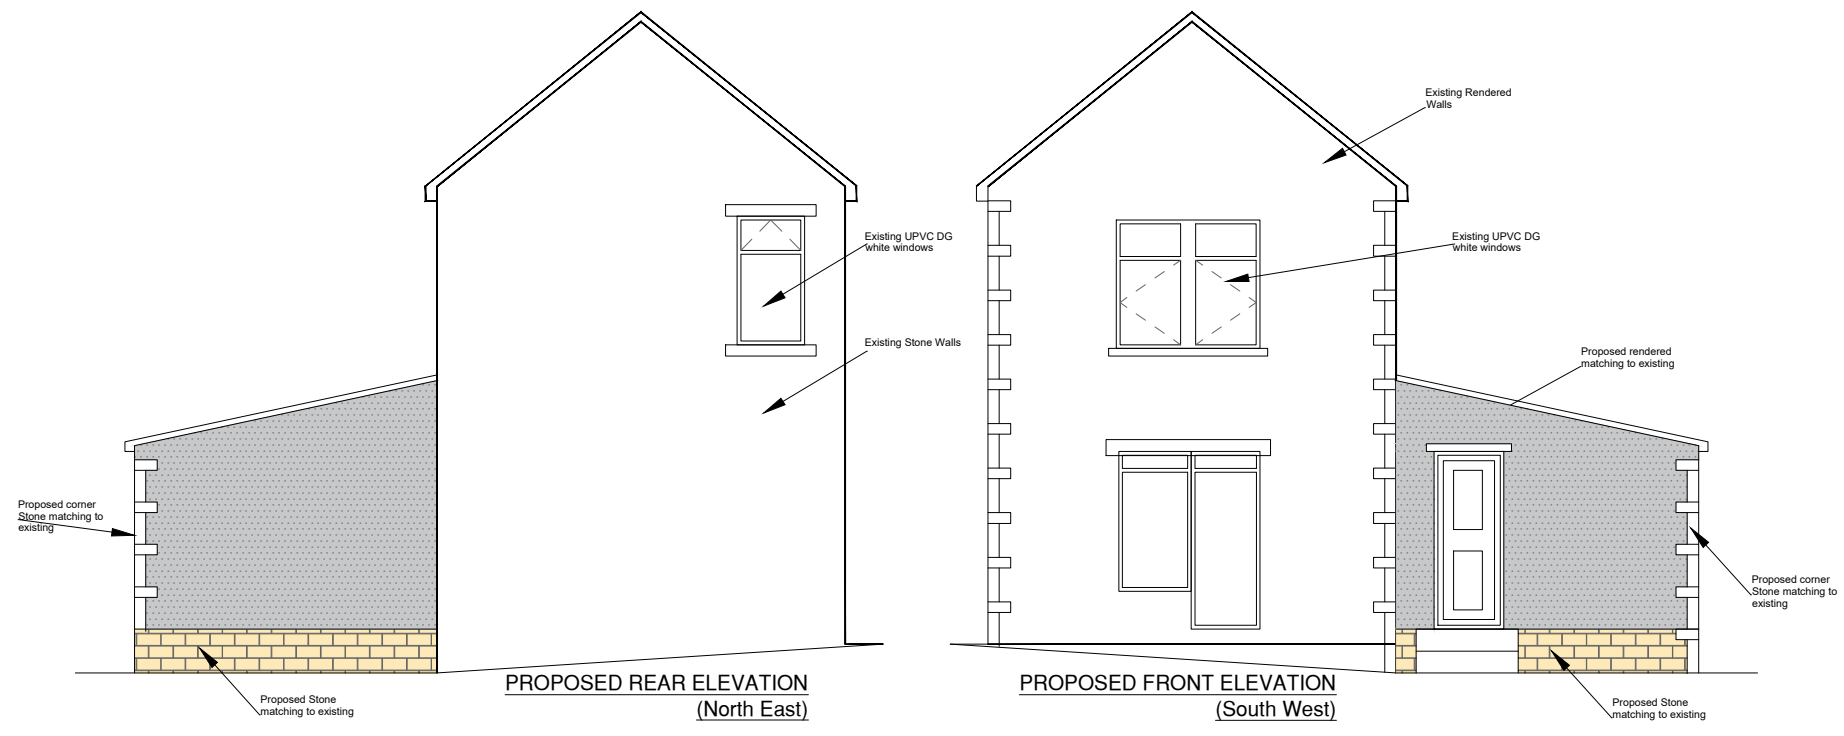 Existing Rendered
Walls
Existing UPVC DG
white windows
Existing UPVC DG
white windows
Existing Stone Walls
Proposed rendered
matching to existing
Proposed corner
Stone matching to
existing
Proposed corner
Stone matching to
existing
PROPOSED REAR ELEVATION
(North East)
PROPOSED FRONT ELEVATION
(South West)
Proposed Stone
matching to existing
Proposed Stone
matching to existing